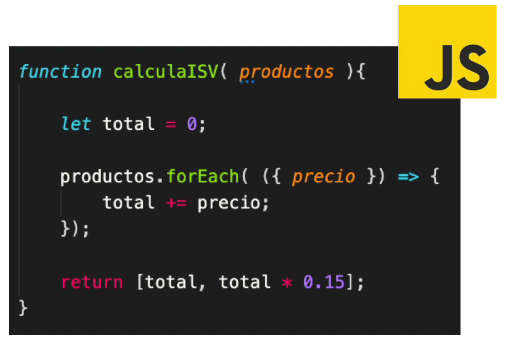 JS
function calculaISV( productos ){
let total = 0;
productos.forEach( ({ precio }) => {
total += precio;
});
return [total, total * 0.15];
}